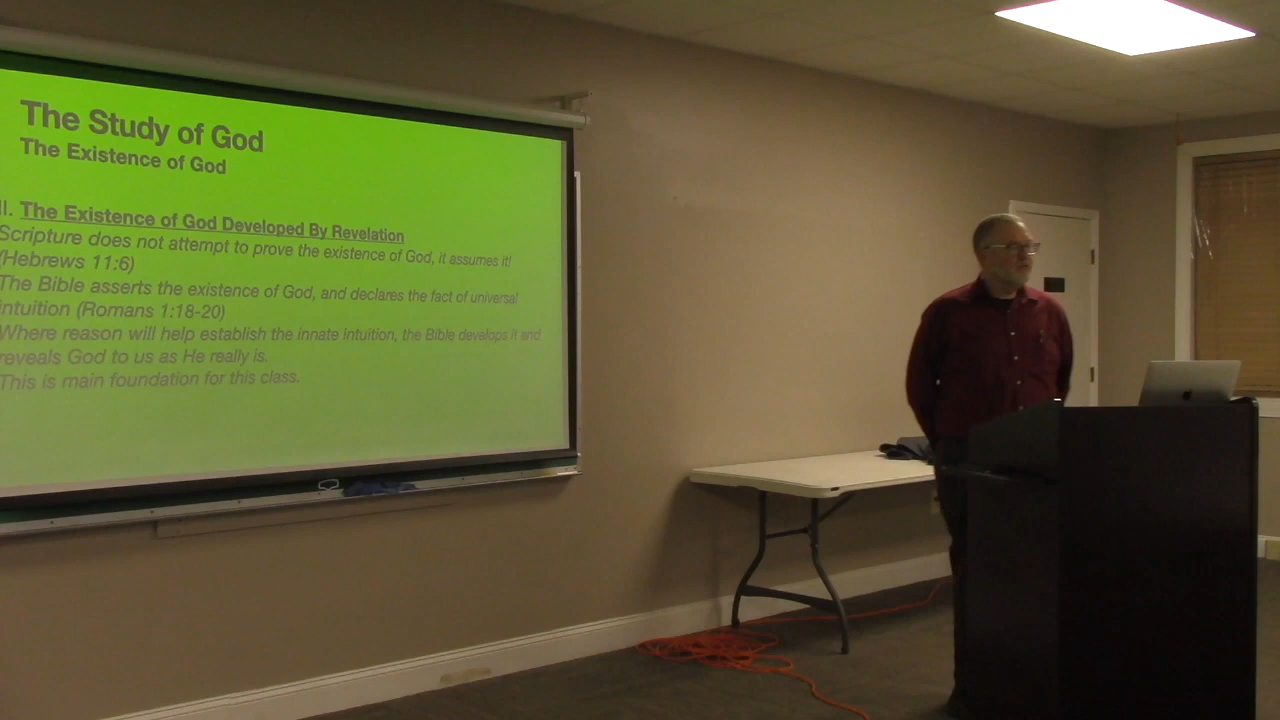 The Study of God
The Existence of God
II. The Existence of God Developed By Revelation
Scripture does not attempt to prove the existence of God, it assumes it!
(Hebrews 11:6)
The Bible asserts the existence of God, and declares the fact of universal
intuition (Romans 1:18-20)
Where reason will help establish the innate intuition, the Bible develops it and
reveals God to us as He really is.
This is main foundation for this class.